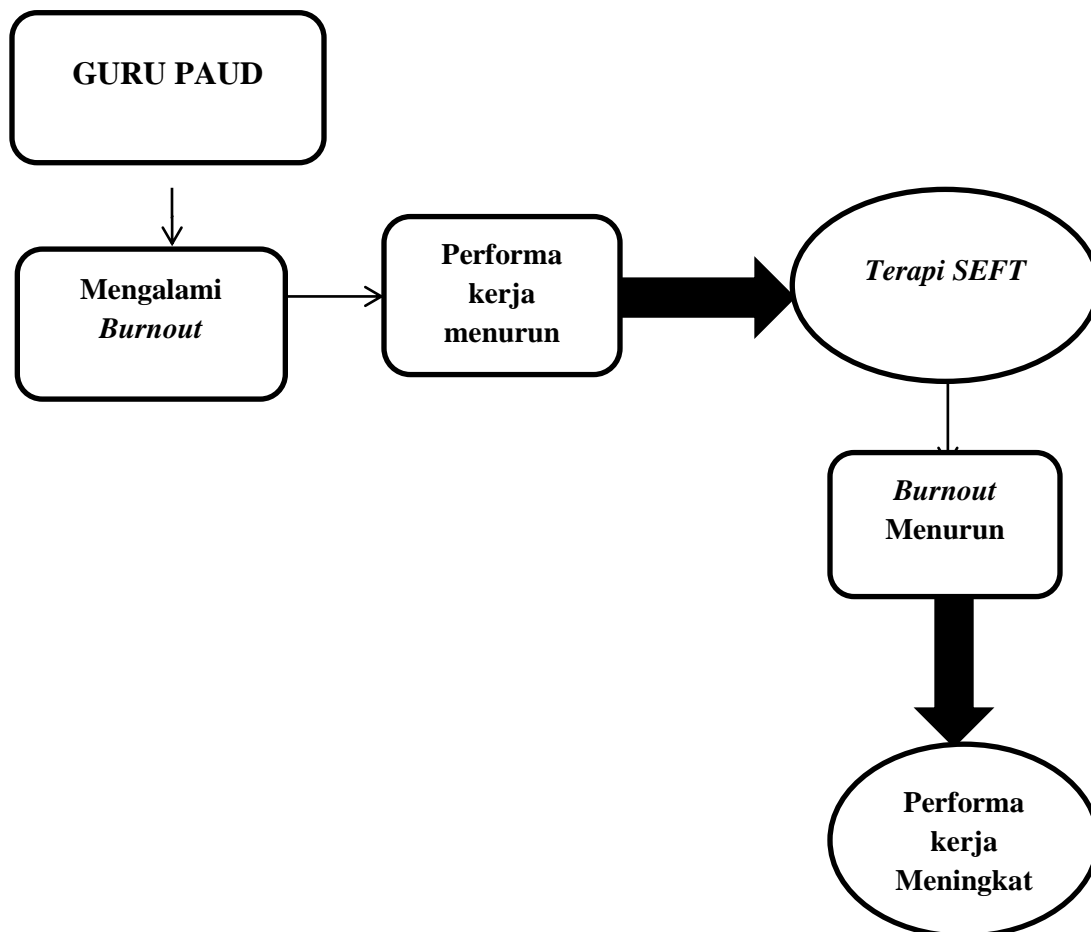 GURU PAUD
Mengalami
Burnout
Performa
kerja
menurun
Terapi SEFT
Burnout
Menurun
Performa
kerja
Meningkat